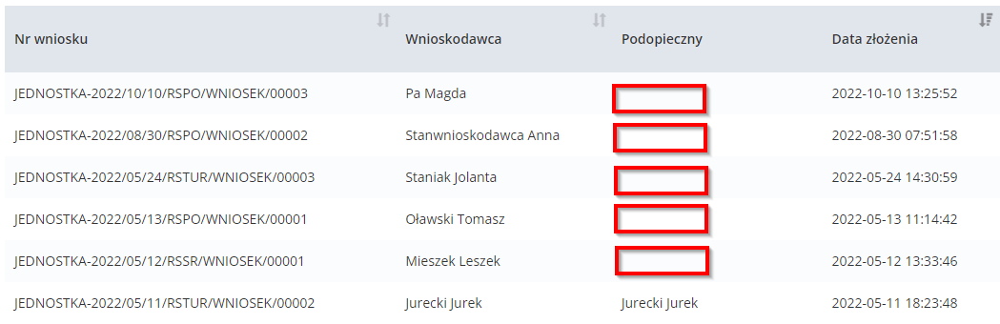 Nr wniosku Wnioskodawca Podopieczny Data złożenia
JEDNOSTKA-2022/10/10/RSPO/WNIOSEK/00003 Pa Magda 2022-10-10 13:25:52
JEDNOSTKA-2022/08/30/RSPO/WNIOSEK/00002 Stanwnioskodawca Anna 2022-08-30 07:51:58
JEDNOSTKA-2022/05/24/RSTUR/WNIOSEK/00003 Staniak Jolanta 2022-05-24 14:30:59
JEDNOSTKA-2022/05/13/RSPO/WNIOSEK/00001 Oławski Tomasz 2022-05-13 11:14:42
JEDNOSTKA-2022/05/12/RSSR/WNIOSEK/00001 Mieszek Leszek 2022-05-12 13:33:46
JEDNOSTKA-2022/05/11/RSTUR/WNIOSEK/00002 Jurecki Jurek Jurecki Jurek 2022-05-11 18:23:48